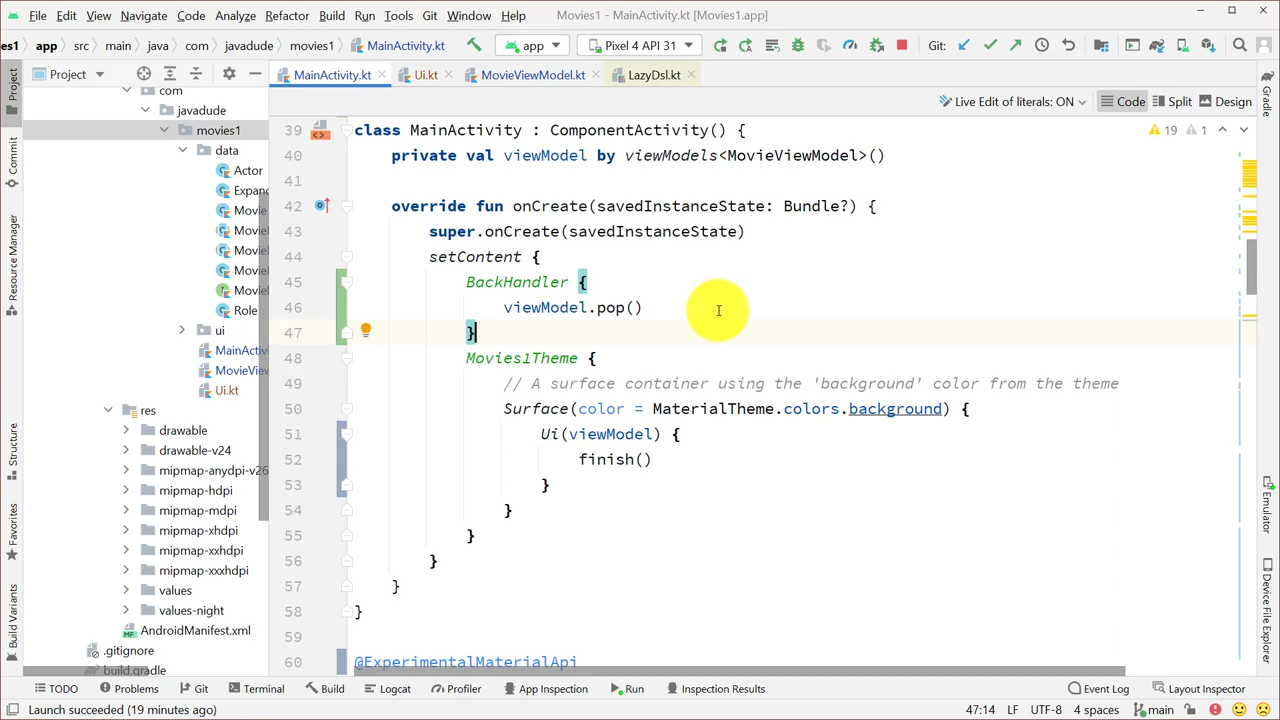 File Edit View Navigate Code Analyze Refactor Build Run Tools Git Window Help Movies1 - MainActivity.kt [Movies1.app]
es1 app src main java com javadude movies1 MainActivity.kt app Pixel 4 API 31 Git:
Project MainActivity.kt Ui.kt MovieViewModel.kt LazyDsl.kt
Live Edit of literals: ON Code Split Design
19 1
Project
Commit
Resource Manager
Structure
Favorites
Build Variants
com
javadude
movies1
data
Actor
Expan
Movie
Movie
Movie
Movie
Movie
Role
ui
MainActiv
MovieView
Ui.kt
res
drawable
drawable-v24
mipmap-anydpi-v26
mipmap-hdpi
mipmap-mdpi
mipmap-xhdpi
mipmap-xxhdpi
mipmap-xxxhdpi
values
values-night
AndroidManifest.xml
.gitignore
build.gradle
39 class MainActivity : ComponentActivity() {
40 private val viewModel by viewModels<MovieViewModel>()
41
42 override fun onCreate(savedInstanceState: Bundle?) {
43 super.onCreate(savedInstanceState)
44 setContent {
45 BackHandler {
46 viewModel.pop()
47 }
48 Movies1Theme {
49 // A surface container using the 'background' color from the theme
50 Surface(color = MaterialTheme.colors.background) {
51 Ui(viewModel) {
52 finish()
53 }
54 }
55 }
56 }
57 }
58 }
59
60 @ExperimentalMaterialApi
Gradle
Emulator
Device File Explorer
TODO Problems Git Terminal Build Logcat Profiler App Inspection Run Inspection Results Event Log Layout Inspector
Launch succeeded (19 minutes ago) 47:14 LF UTF-8 4 spaces main